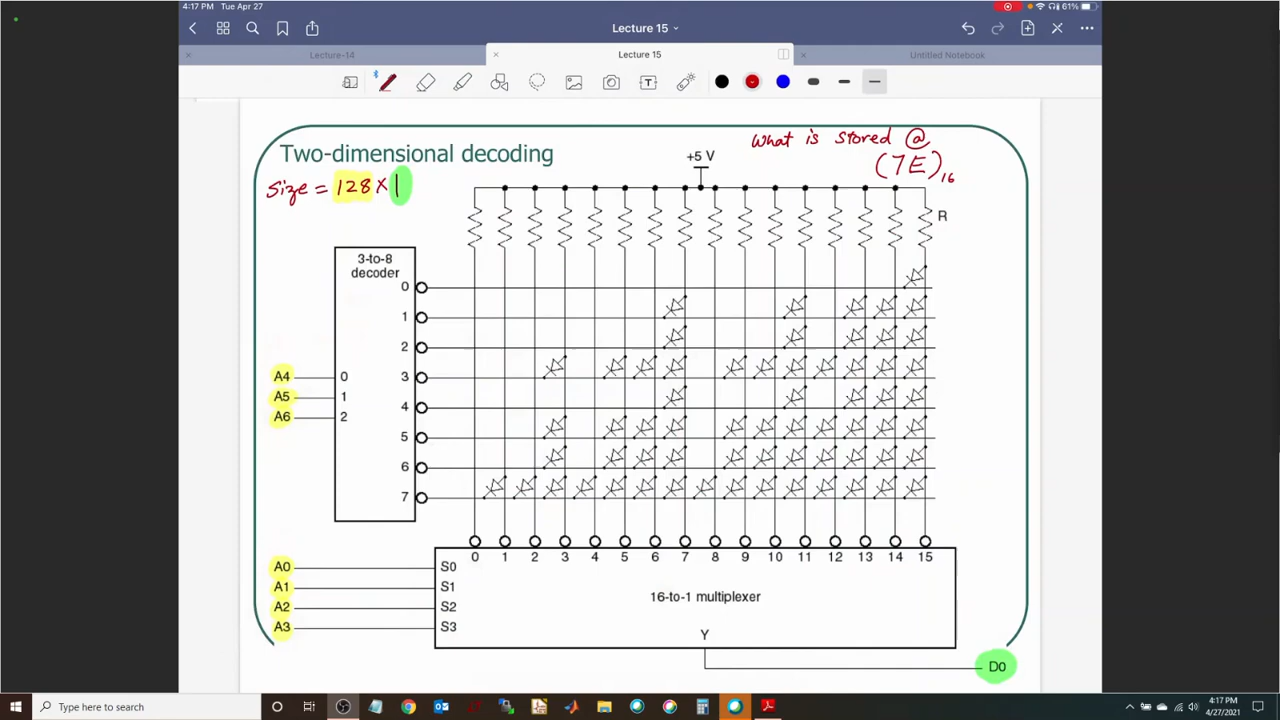 4:17 PM Tue Apr 27
61%
Lecture 15
Lecture-14
Lecture 15
Untitled Notebook
T
What is stored @
Two-dimensional decoding
+5 V
(7E)16
Size = 128 X 1
R
3-to-8
decoder
0
1
2
A4 0 3
A5 1 4
A6 2 5
6
7
0 1 2 3 4 5 6 7 8 9 10 11 12 13 14 15
A0 S0
A1 S1
A2 S2
A3 S3
16-to-1 multiplexer
Y
D0
Type here to search
4:17 PM
4/27/2021